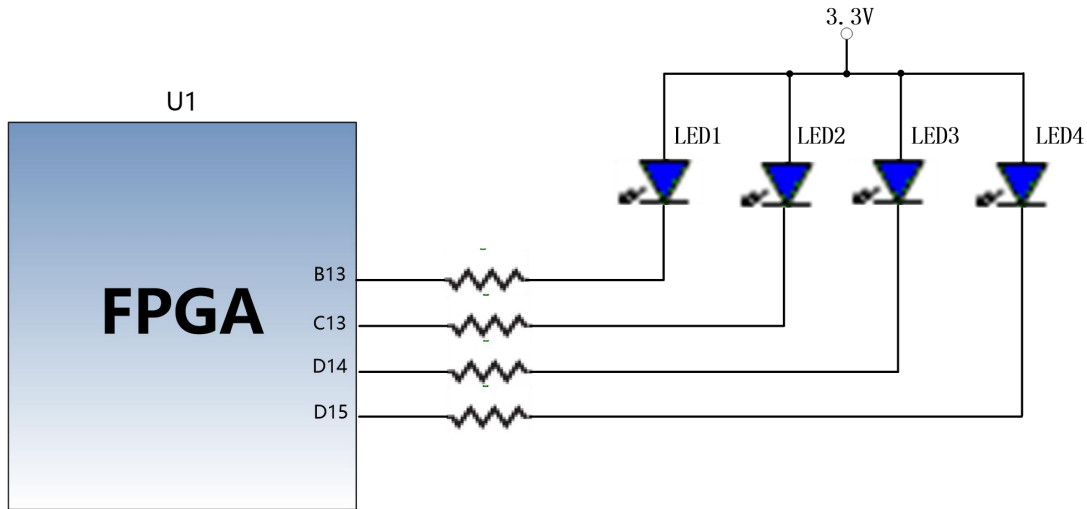 3.3V
U1
LED1
LED2
LED3
LED4
B13
FPGA
C13
D14
D15